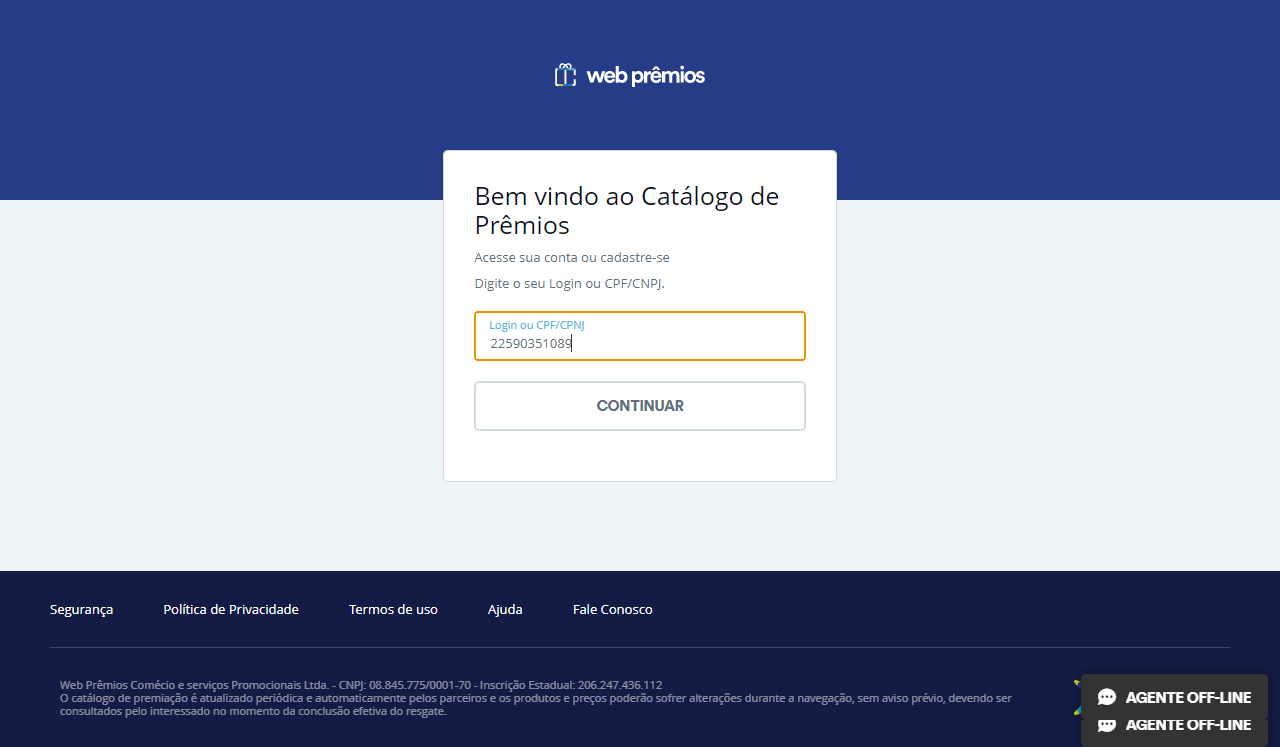 web prêmios
Bem vindo ao Catálogo de
Prêmios
Acesse sua conta ou cadastre-se
Digite o seu Login ou CPF/CNPJ.
Login ou CPF/CPNJ
22590351089
CONTINUAR
Segurança
Política de Privacidade
Termos de uso
Ajuda
Fale Conosco
Web Prêmios Comécio e serviços Promocionais Ltda. - CNPJ: 08.845.775/0001-70 - Inscrição Estadual: 206.247.436.112
O catálogo de premiação é atualizado periódica e automaticamente pelos parceiros e os produtos e preços poderão sofrer alterações durante a navegação, sem aviso prévio, devendo ser
consultados pelo interessado no momento da conclusão efetiva do resgate.
AGENTE OFF-LINE
AGENTE OFF-LINE